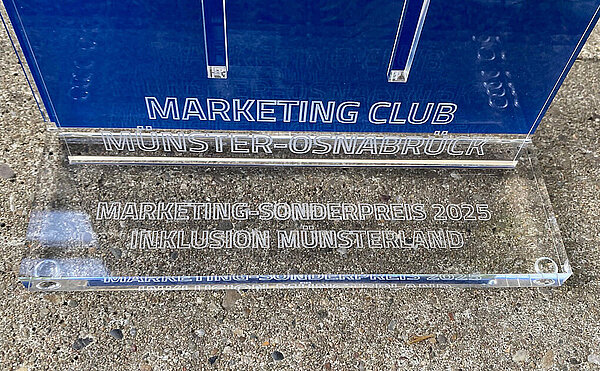 MARKETING CLUB
MÜNSTER-OSNABRÜCK
MARKETING-SONDERPREIS 2025
INKLUSION MÜNSTERLAND